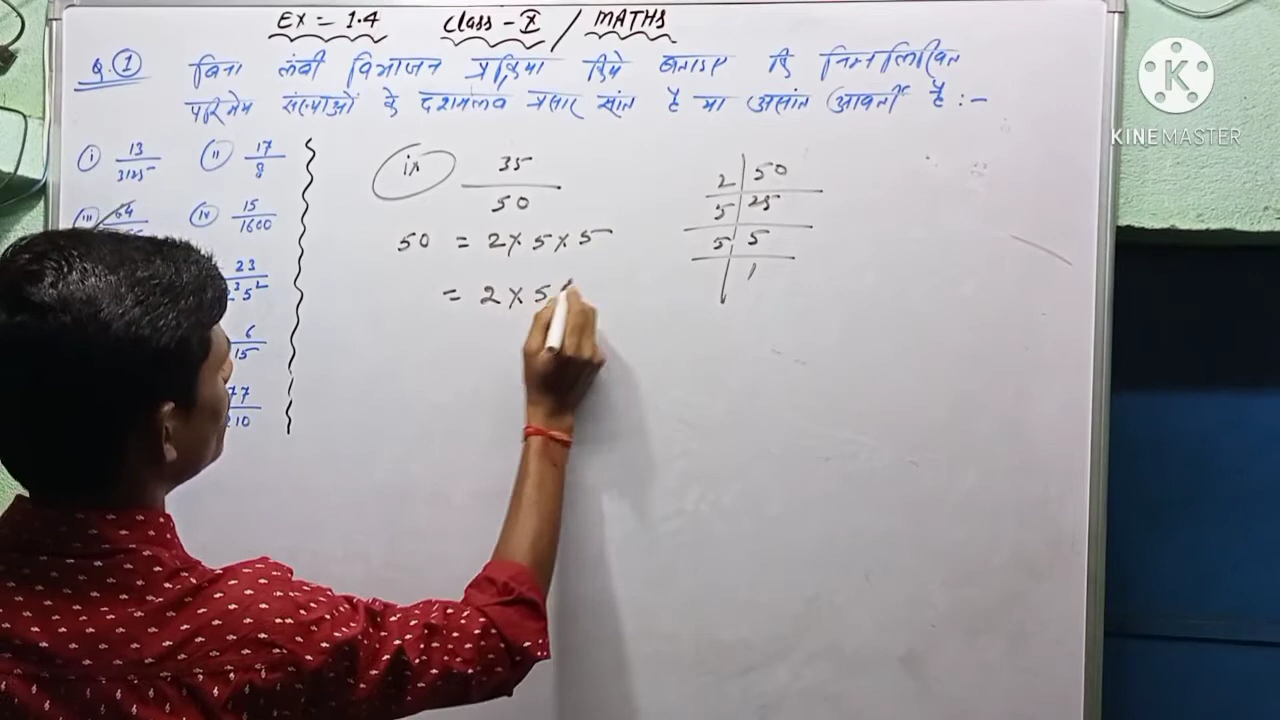 Ex = 1.4 Class - X / MATHS
Q. ① बिना लंबी विभाजन प्रक्रिया किये बताइए कि निम्नलिखित
परिमेय संख्याओं के दशमलव प्रसार सांत है या असांत आवर्ती है :-
i 13/3125 ii 17/8
iii 64/ iv 15/1600
23/2³5²
6/15
77/210
ix 35/50
50 = 2 × 5 × 5
= 2 × 5
2 | 50
5 | 25
5 | 5
| 1
K
KINEMASTER